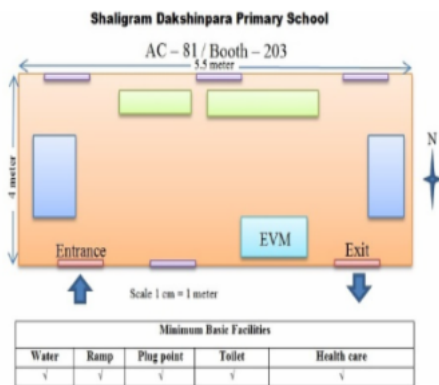 Shaligram Dakshinpara Primary School
AC – 81 / Booth – 203
5.5 meter
4 meter
N
EVM
Entrance
Exit
Scale 1 cm = 1 meter
Minimum Basic Facilities
Water Ramp Plug point Toilet Health care
√ √ √ √ √